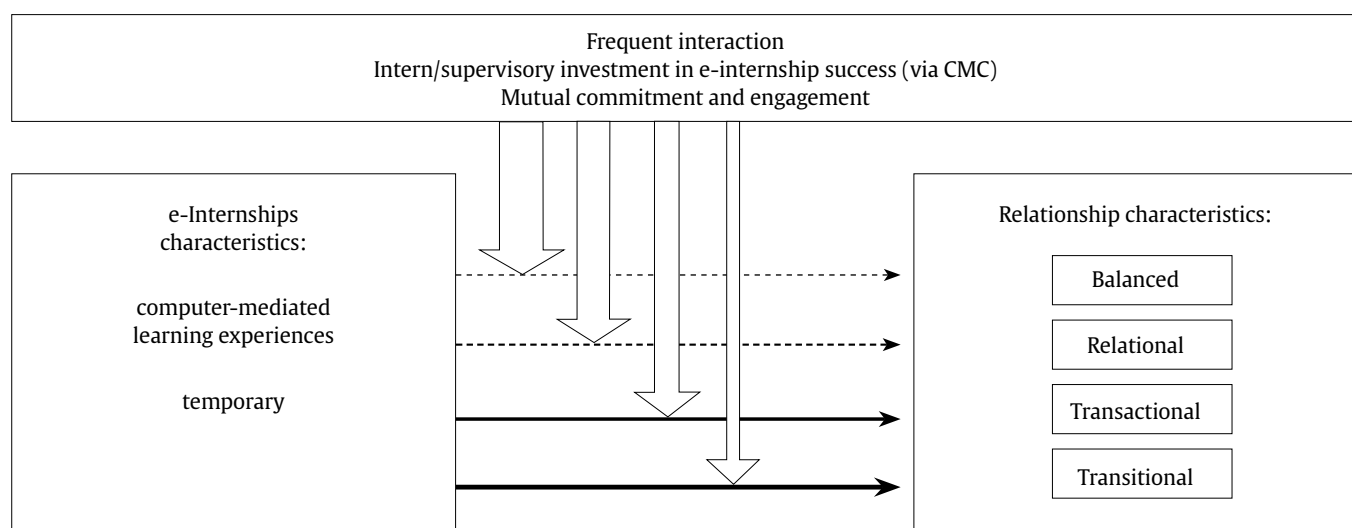 Frequent interaction
Intern/supervisory investment in e-internship success (via CMC)
Mutual commitment and engagement
e-Internships
characteristics:
computer-mediated
learning experiences
temporary
Relationship characteristics:
Balanced
Relational
Transactional
Transitional